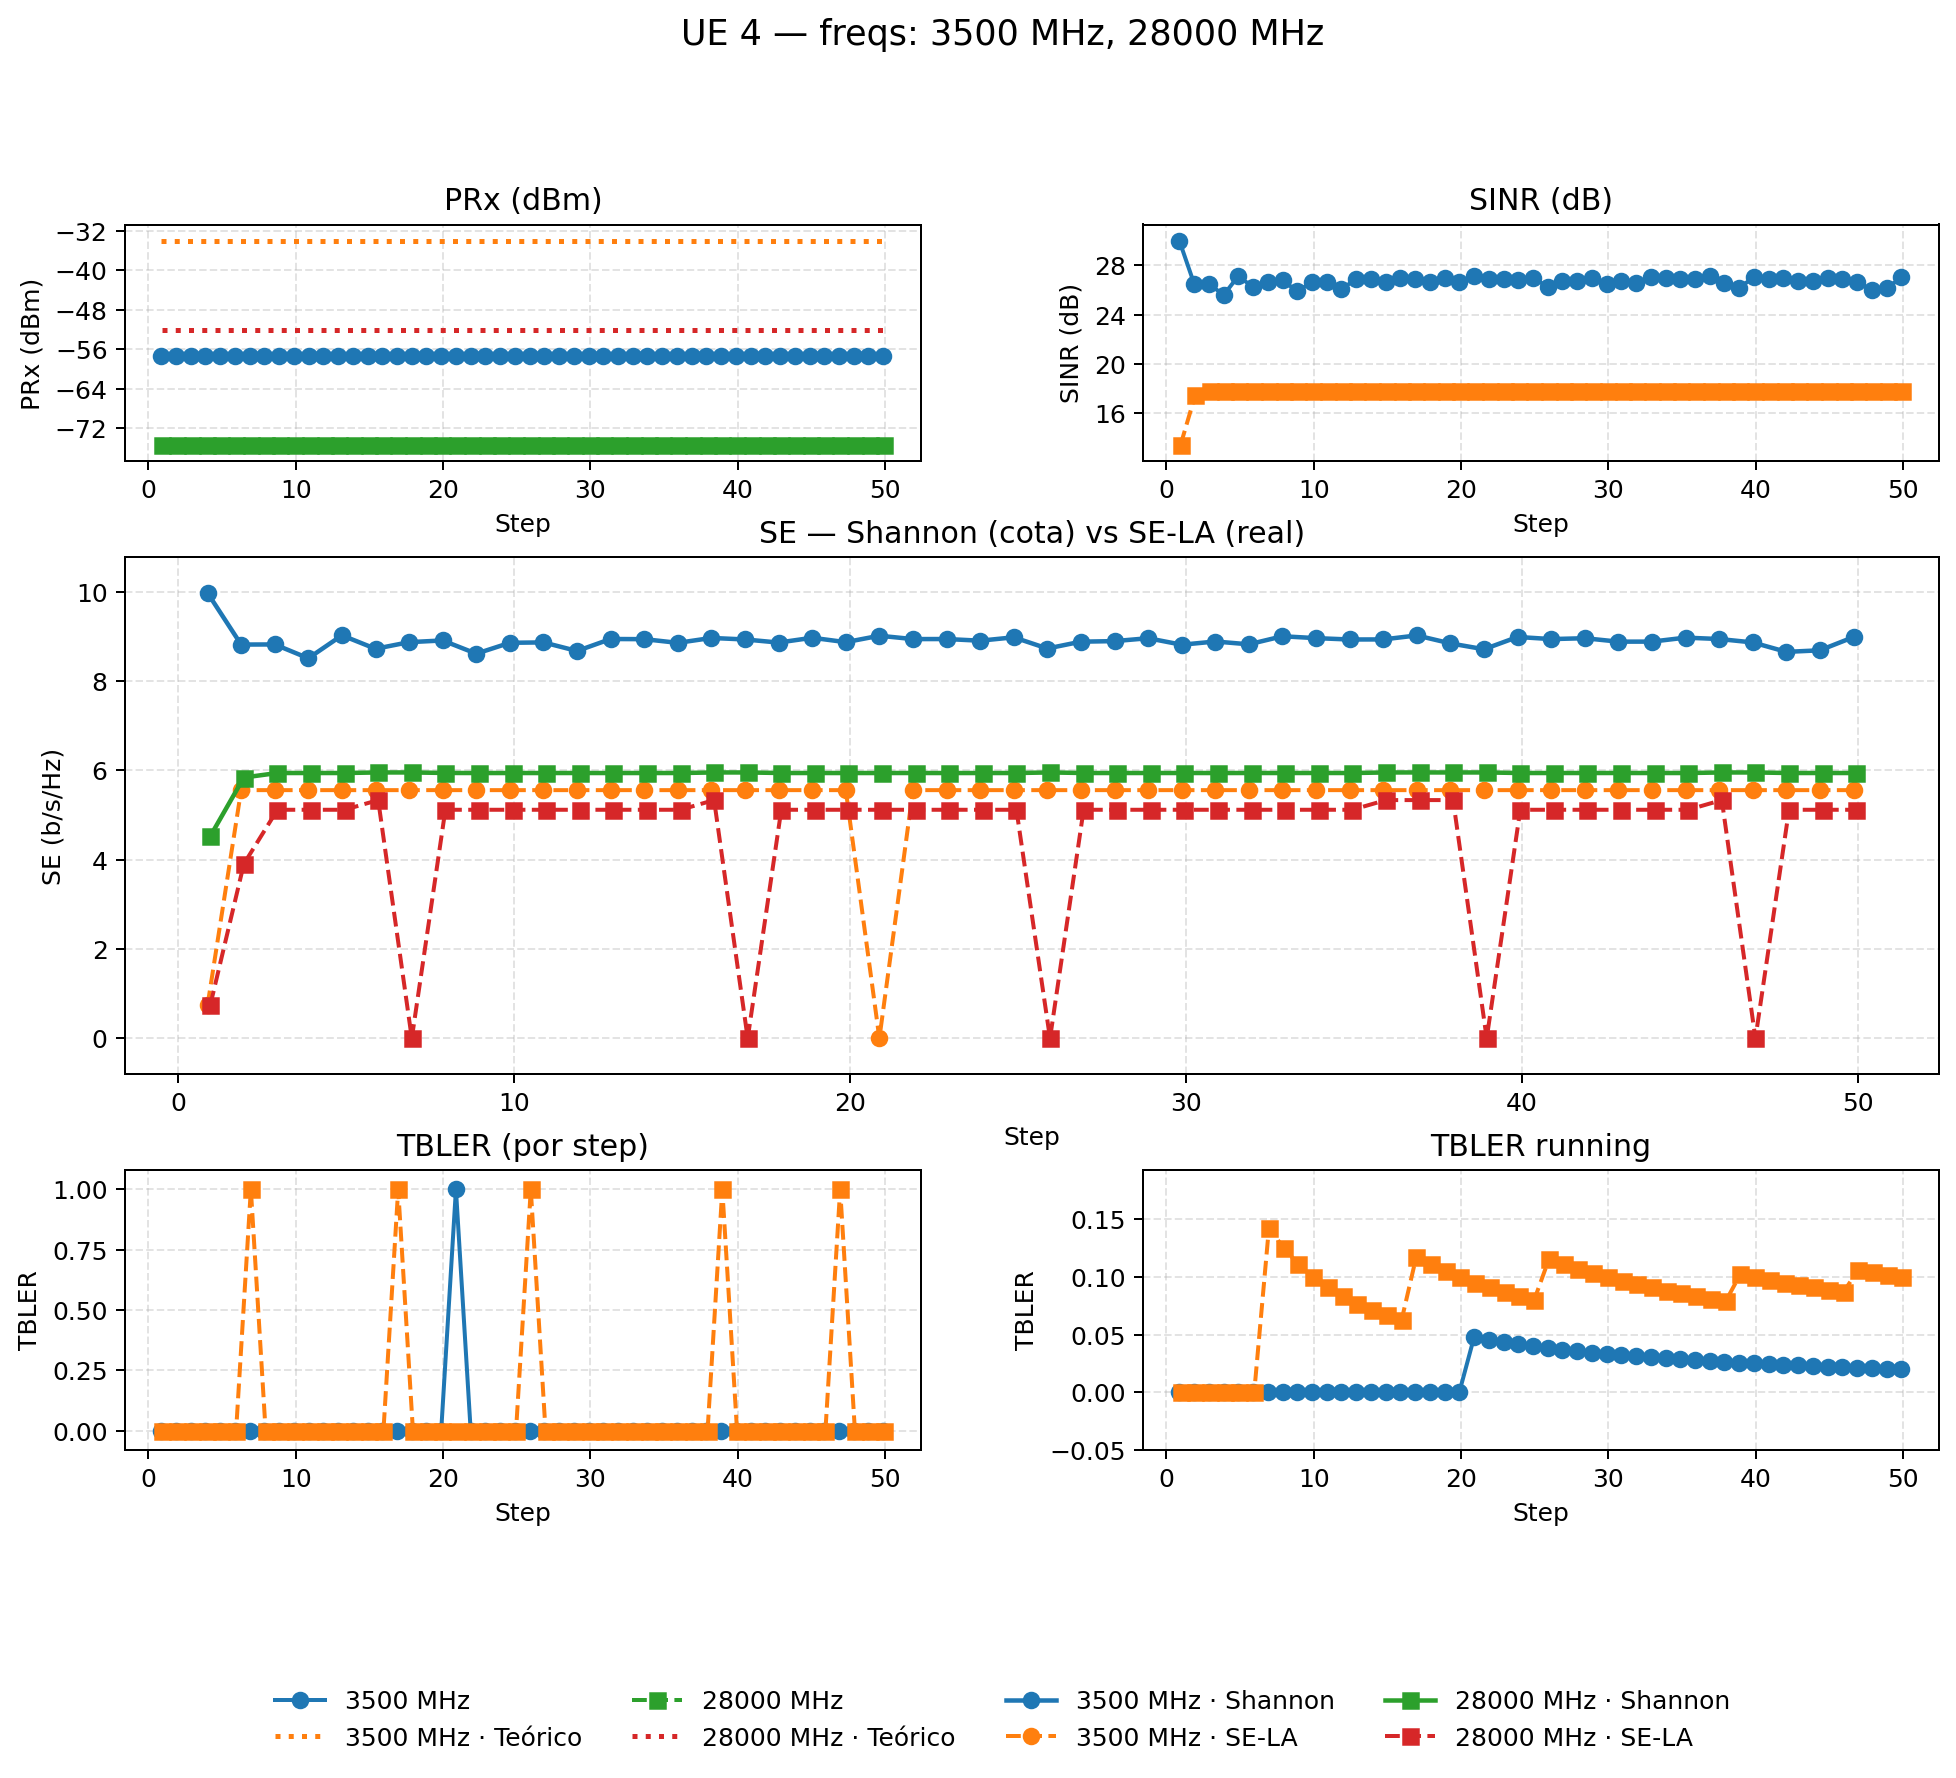 UE 4 — freqs: 3500 MHz, 28000 MHz
PRx (dBm)
PRx (dBm)
−32
−40
−48
−56
−64
−72
0 10 20 30 40 50
Step
SINR (dB)
SINR (dB)
28
24
20
16
0 10 20 30 40 50
Step
SE — Shannon (cota) vs SE-LA (real)
SE (b/s/Hz)
10
8
6
4
2
0
0 10 20 30 40 50
Step
TBLER (por step)
TBLER
1.00
0.75
0.50
0.25
0.00
0 10 20 30 40 50
Step
TBLER running
TBLER
0.15
0.10
0.05
0.00
−0.05
0 10 20 30 40 50
Step
3500 MHz
3500 MHz · Teórico
28000 MHz
28000 MHz · Teórico
3500 MHz · Shannon
3500 MHz · SE-LA
28000 MHz · Shannon
28000 MHz · SE-LA